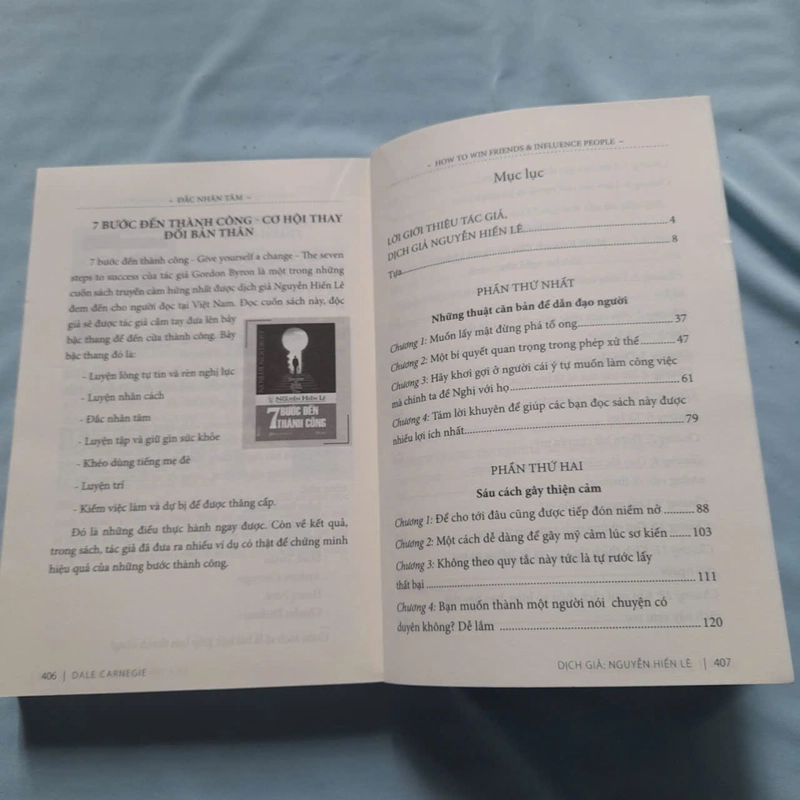 ~ ĐẮC NHÂN TÂM ~
7 BƯỚC ĐẾN THÀNH CÔNG - CƠ HỘI THAY
ĐỔI BẢN THÂN
7 bước đến thành công - Give yourself a change - The seven
steps to success của tác giả Gordon Byron là một trong những
cuốn sách truyền cảm hứng nhất được dịch giả Nguyễn Hiến Lê
đem đến cho người đọc tại Việt Nam. Đọc cuốn sách này, độc
giả sẽ được tác giả cầm tay đưa lên bảy
bậc thang để đến cửa thành công. Bảy
bậc thang đó là:
- Luyện lòng tự tin và rèn nghị lực
- Luyện nhân cách
- Đắc nhân tâm
- Luyện tập và giữ gìn sức khỏe
- Khéo dùng tiếng mẹ đẻ
- Luyện trí
- Kiếm việc làm và dự bị để được thăng cấp.
NGUYỄN HIẾN LÊ
7 BƯỚC ĐẾN
THÀNH CÔNG
Đó là những điều thực hành ngay được. Còn về kết quả,
trong sách, tác giả đã đưa ra nhiều ví dụ có thật để chứng minh
hiệu quả của những bước thành công.
406 | DALE CARNEGIE
~ HOW TO WIN FRIENDS & INFLUENCE PEOPLE ~
Mục lục
LỜI GIỚI THIỆU TÁC GIẢ,
DỊCH GIẢ NGUYỄN HIẾN LÊ 4
Tựa 8
PHẦN THỨ NHẤT
Những thuật căn bản để dẫn đạo người
Chương 1: Muốn lấy mật đừng phá tổ ong 37
Chương 2: Một bí quyết quan trọng trong phép xử thế 47
Chương 3: Hãy khơi gợi ở người cái ý tự muốn làm công việc
mà chính ta đề Nghị với họ 61
Chương 4: Tám lời khuyên để giúp các bạn đọc sách này được
nhiều lợi ích nhất 79
PHẦN THỨ HAI
Sáu cách gây thiện cảm
Chương 1: Để cho tới đâu cũng được tiếp đón niềm nở 88
Chương 2: Một cách dễ dàng để gây mỹ cảm lúc sơ kiến 103
Chương 3: Không theo quy tắc này tức là tự rước lấy
thất bại 111
Chương 4: Bạn muốn thành một người nói chuyện có
duyên không? Dễ lắm 120
DỊCH GIẢ: NGUYỄN HIẾN LÊ | 407